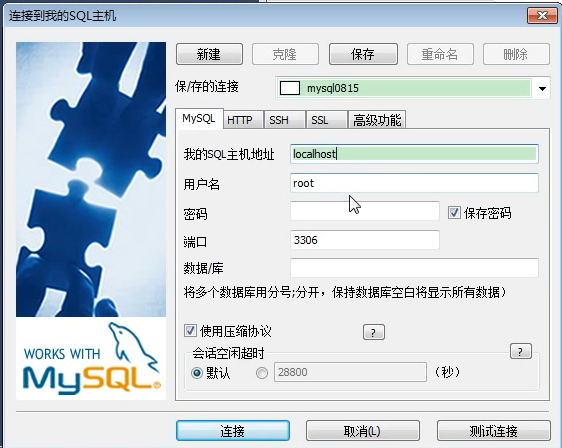 连接到我的SQL主机
新建 克隆 保存 重命名 删除
保/存的连接 mysql0815
MySQL HTTP SSH SSL 高级功能
我的SQL主机地址 localhost
用户名 root
密码 保存密码
端口 3306
数据/库
将多个数据库用分号;分开，保持数据库空白将显示所有数据)
使用压缩协议 ?
会话空闲超时 ?
默认 28800 (秒)
WORKS WITH
MySQL®
连接 取消(L) 测试连接